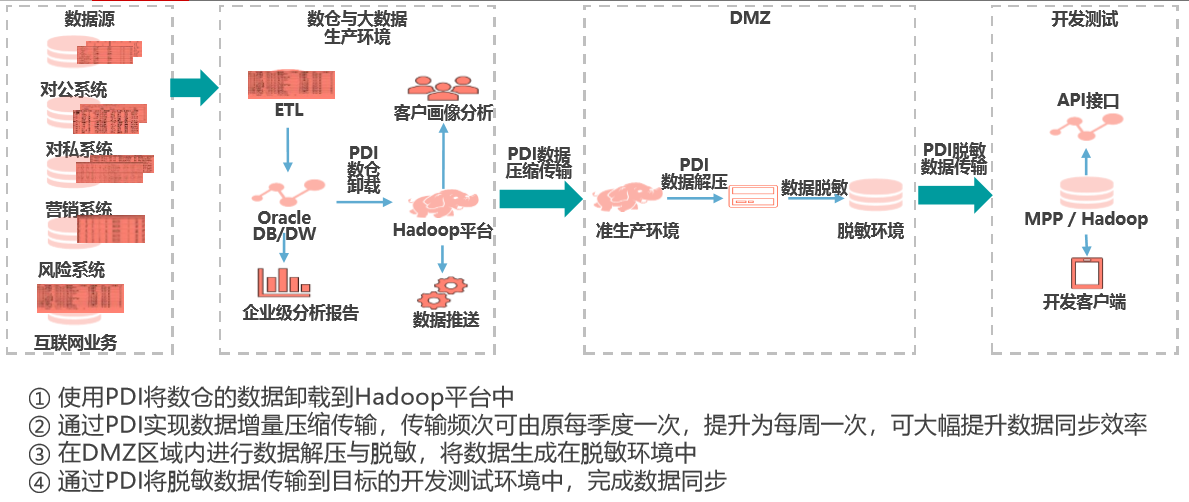 数据源
对公系统
对私系统
营销系统
风险系统
互联网业务
数仓与大数据
生产环境
ETL
Oracle
DB/DW
企业级分析报告
PDI
数仓
卸载
客户画像分析
Hadoop平台
数据推送
PDI数据
压缩传输
DMZ
准生产环境
PDI
数据解压
数据脱敏
脱敏环境
PDI脱敏
数据传输
开发测试
API接口
MPP / Hadoop
开发客户端
① 使用PDI将数仓的数据卸载到Hadoop平台中
② 通过PDI实现数据增量压缩传输，传输频次可由原每季度一次，提升为每周一次，可大幅提升数据同步效率
③ 在DMZ区域内进行数据解压与脱敏，将数据生成在脱敏环境中
④ 通过PDI将脱敏数据传输到目标的开发测试环境中，完成数据同步